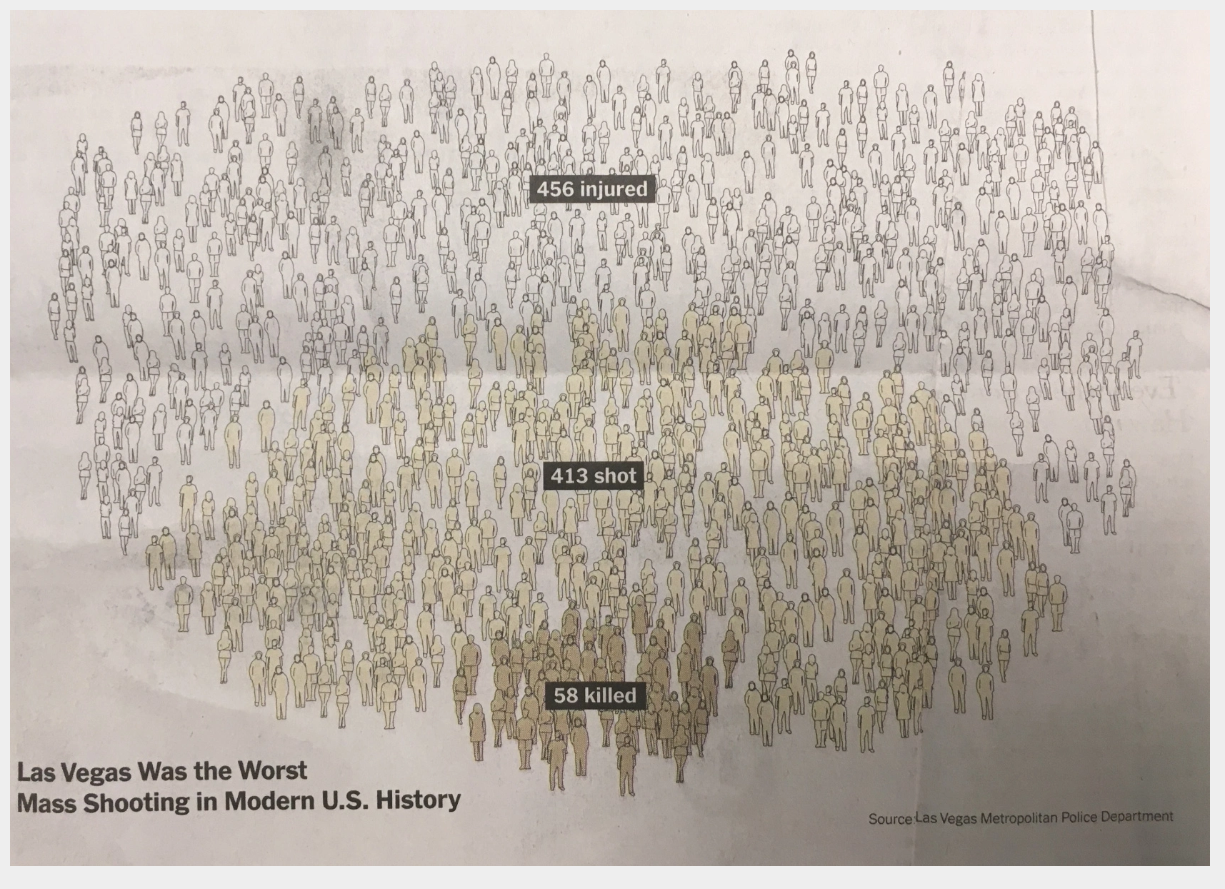 456 injured
413 shot
58 killed
Las Vegas Was the Worst
Mass Shooting in Modern U.S. History
Source: Las Vegas Metropolitan Police Department